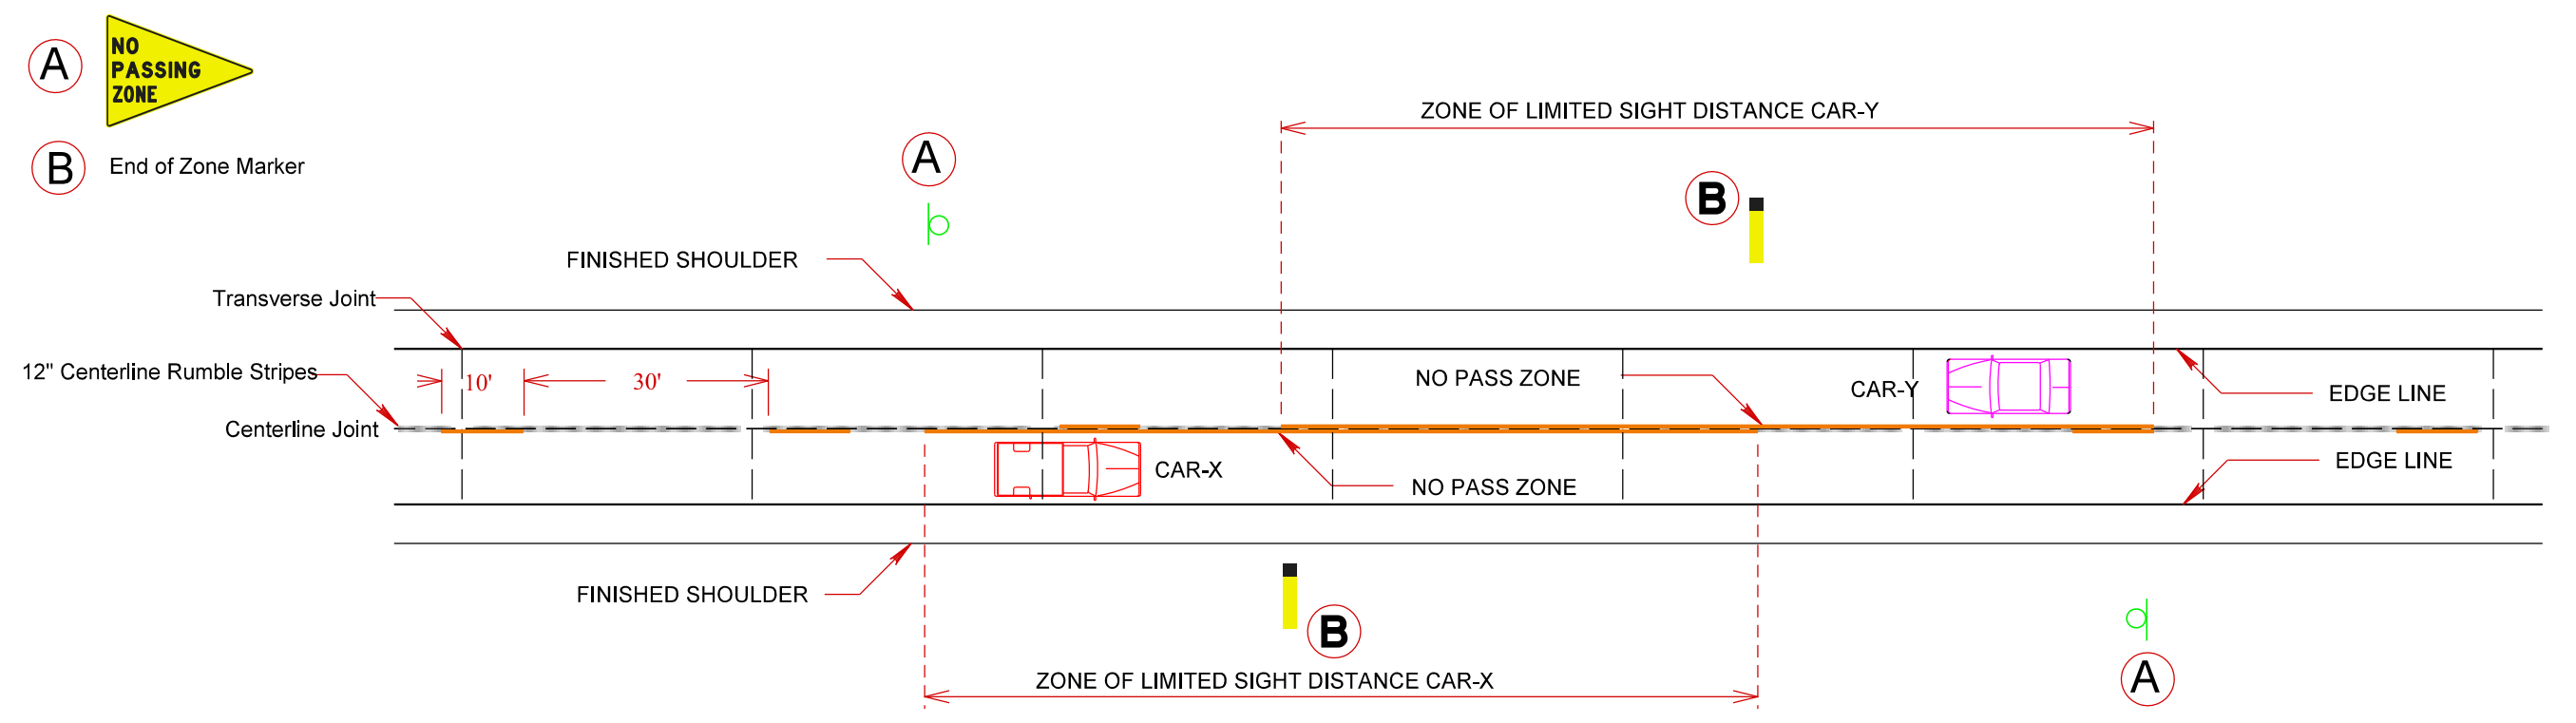 A
NO
PASSING
ZONE
B
End of Zone Marker
ZONE OF LIMITED SIGHT DISTANCE CAR-Y
A
B
FINISHED SHOULDER
Transverse Joint
12" Centerline Rumble Stripes
10'
30'
NO PASS ZONE
CAR-Y
EDGE LINE
Centerline Joint
CAR-X
NO PASS ZONE
EDGE LINE
FINISHED SHOULDER
B
ZONE OF LIMITED SIGHT DISTANCE CAR-X
A